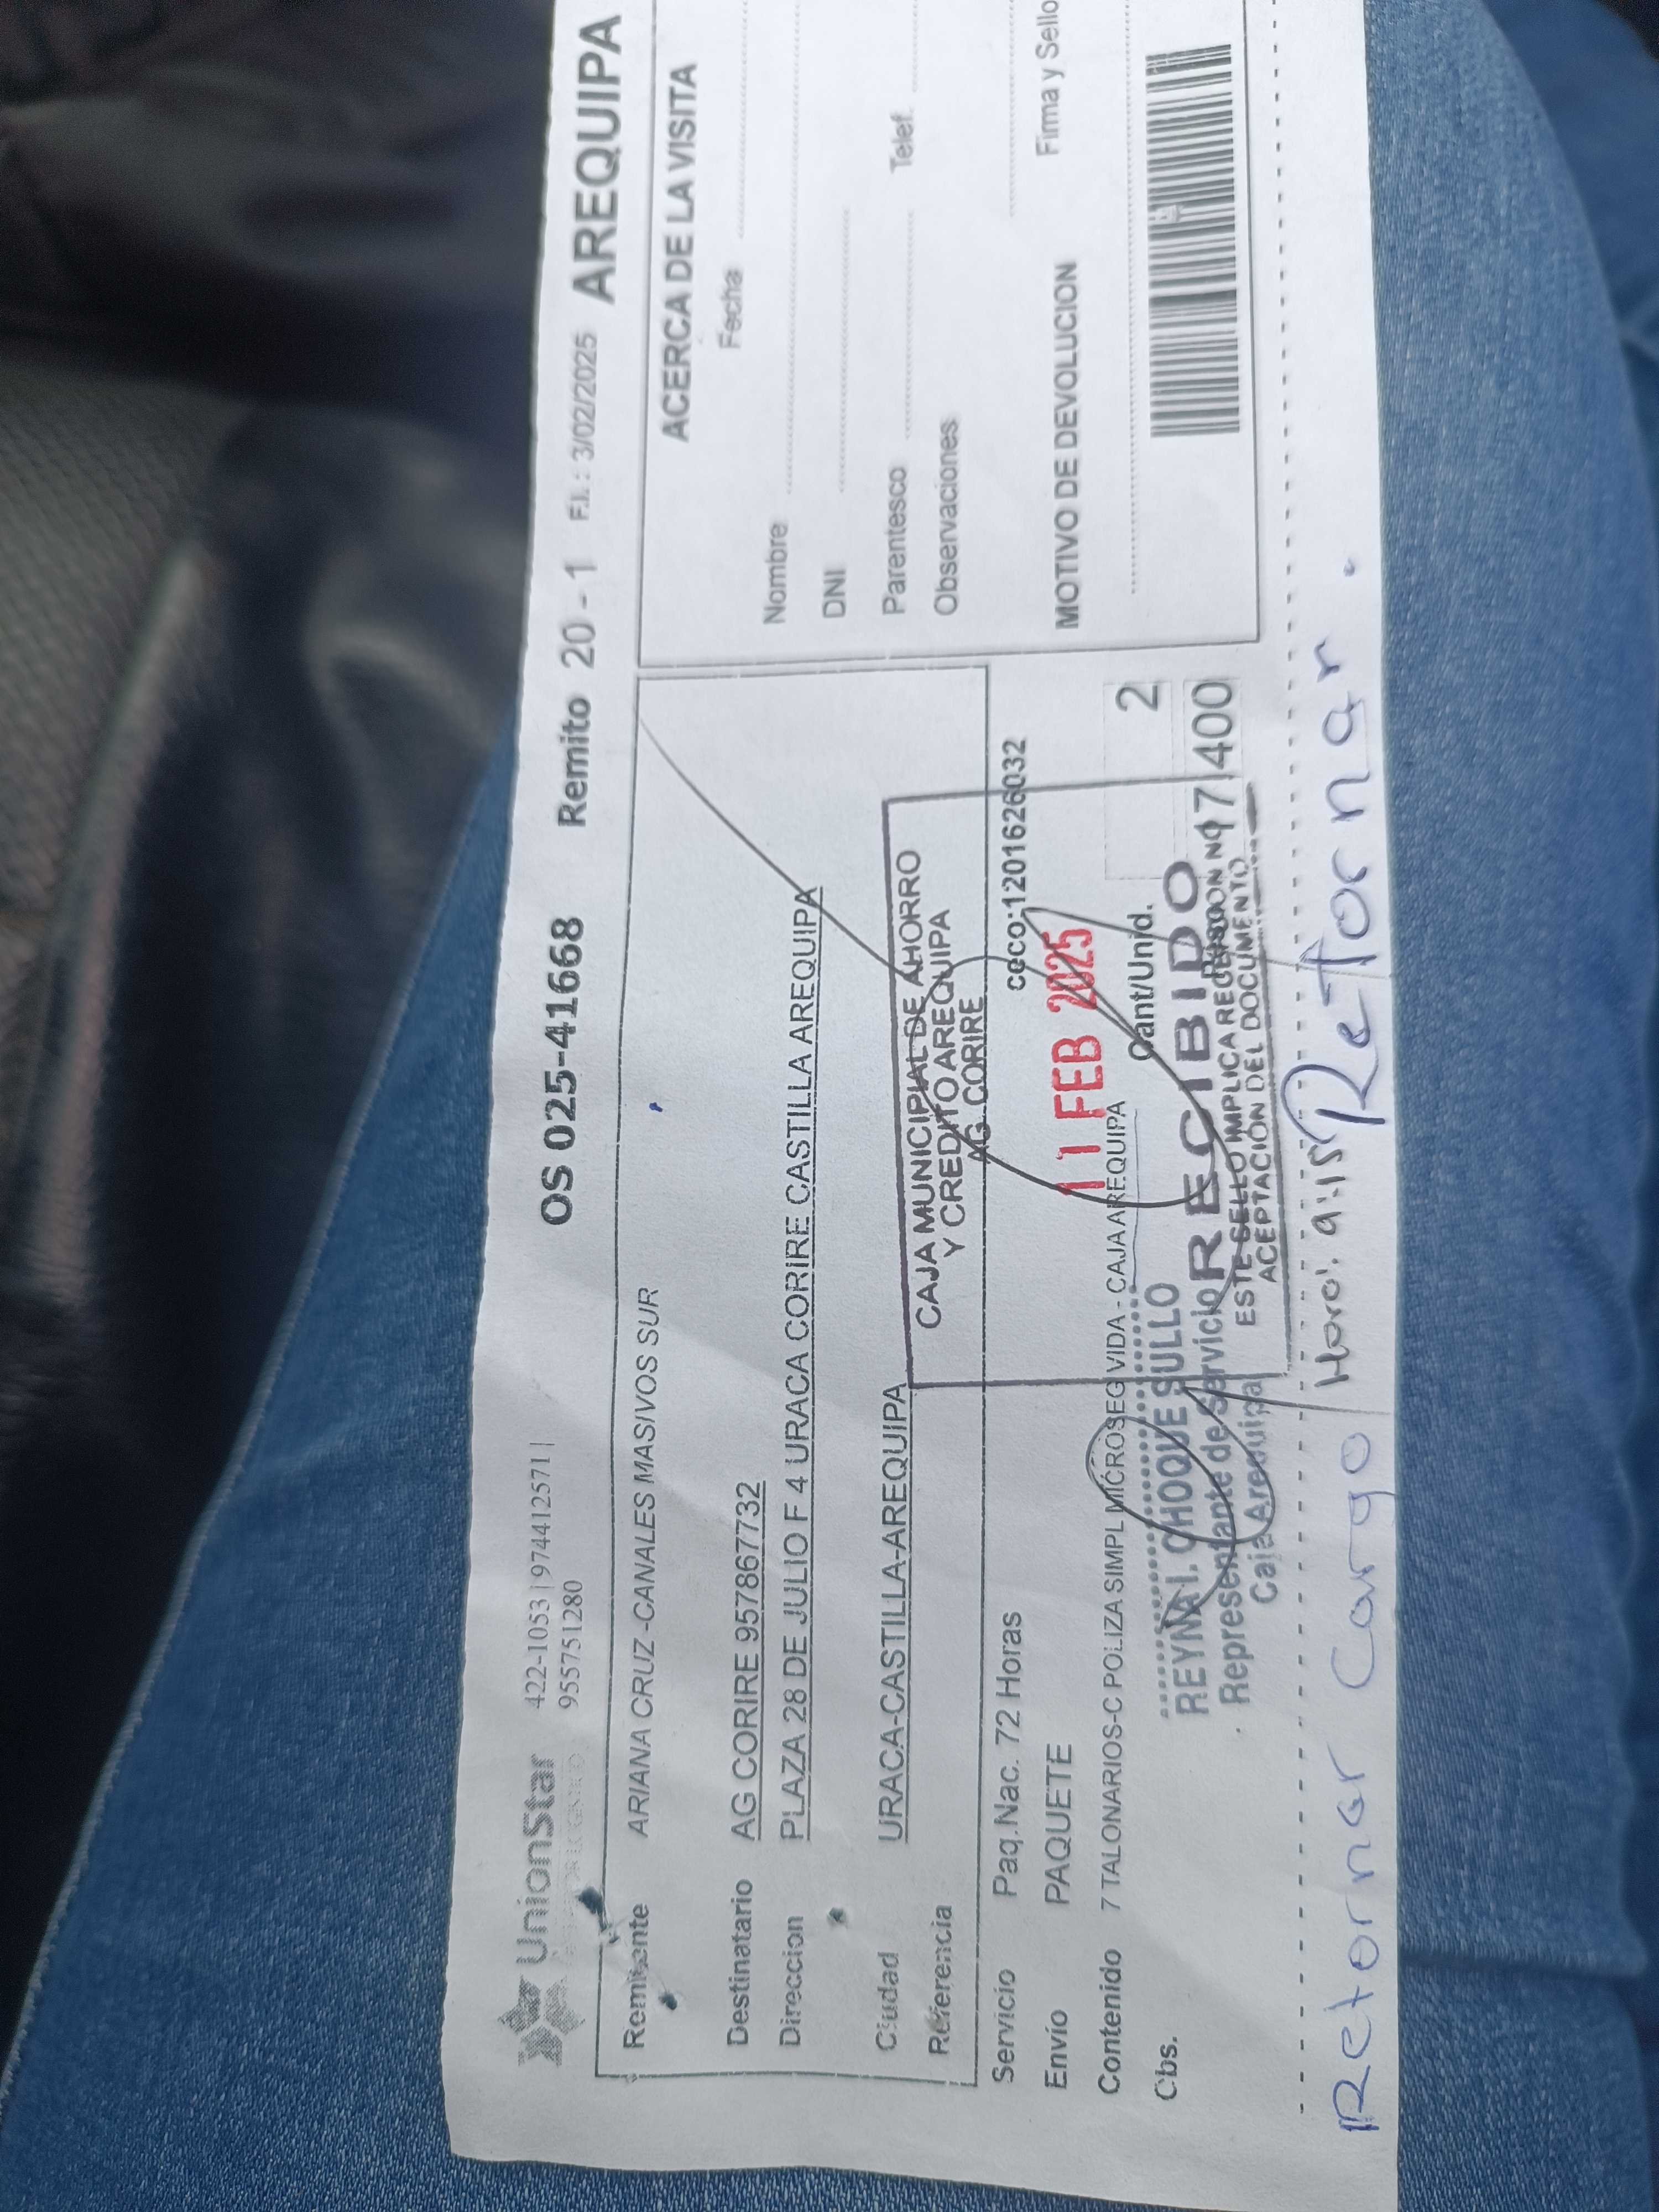 UnionStar 422-1053 | 974412571 |
955751280
OS 025-41668 Remito 20 - 1 F.I.: 3/02/2025 AREQUIPA
Remitente ARIANA CRUZ -CANALES MASIVOS SUR
Destinatario AG CORIRE 957867732
Direccion PLAZA 28 DE JULIO F 4 URACA CORIRE CASTILLA AREQUIPA
Ciudad URACA-CASTILLA-AREQUIPA
Referencia
CAJA MUNICIPAL DE AHORRO
Y CREDITO AREQUIPA
AG. CORIRE
11 FEB 2025
RECIBIDO
ESTE SELLO IMPLICA RECEPCION NO
ACEPTACION DEL DOCUMENTO
Servicio Paq.Nac. 72 Horas ceco:1201626032
Envío PAQUETE
Contenido 7 TALONARIOS-C POLIZA SIMPL MICROSEG VIDA - CAJA AREQUIPA Cant/Unid. 2
Obs. 17 400
REYNA I. CHOQUE SULLO
Representante de Servicio
Caja Arequipa
ACERCA DE LA VISITA
Fecha
Nombre
DNI
Parentesco Telef.
Observaciones
Firma y Sello
MOTIVO DE DEVOLUCION
Retornar Cargo
Retornar.